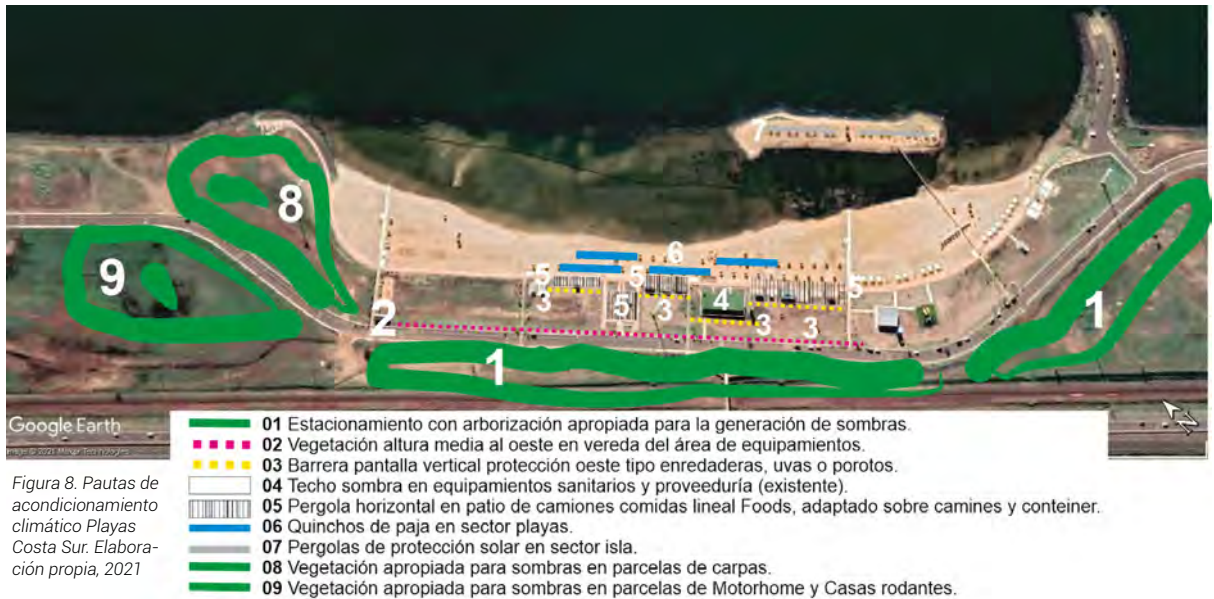 7
8
9
6
5
5
5
5
3
3
3
3
4
2
1
1
N
Google Earth
Image © 2021 Maxar Technologies
01 Estacionamiento con arborización apropiada para la generación de sombras.
02 Vegetación altura media al oeste en vereda del área de equipamientos.
03 Barrera pantalla vertical protección oeste tipo enredaderas, uvas o porotos.
04 Techo sombra en equipamientos sanitarios y proveeduría (existente).
05 Pergola horizontal en patio de camiones comidas lineal Foods, adaptado sobre camines y conteiner.
06 Quinchos de paja en sector playas.
07 Pergolas de protección solar en sector isla.
08 Vegetación apropiada para sombras en parcelas de carpas.
09 Vegetación apropiada para sombras en parcelas de Motorhome y Casas rodantes.
Figura 8. Pautas de
acondicionamiento
climático Playas
Costa Sur. Elabora-
ción propia, 2021